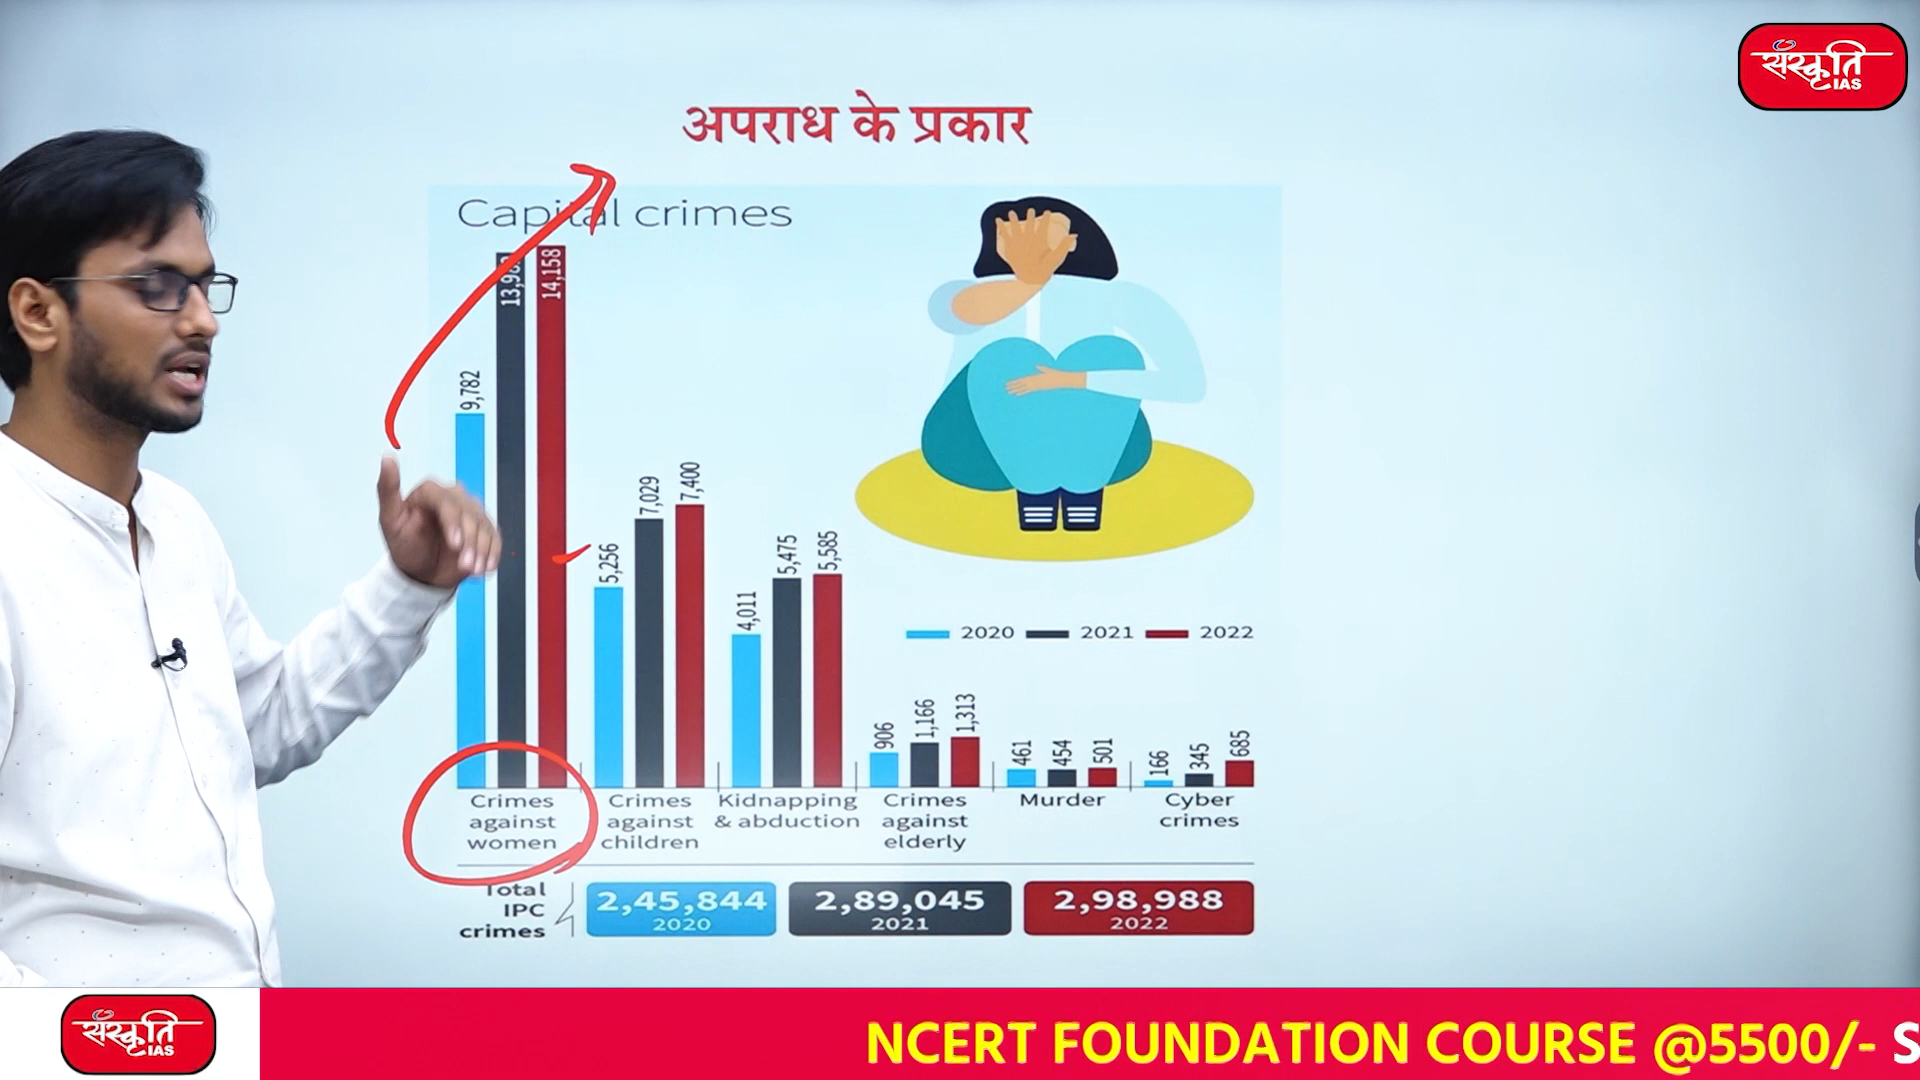 संस्कृति
IAS
अपराध के प्रकार
Capital crimes
9,782
14,158
5,256
7,029
7,400
4,011
5,475
5,585
906
1,166
1,313
461
454
501
166
345
685
2020 2021 2022
Crimes against women
Crimes against children
Kidnapping & abduction
Crimes against elderly
Murder
Cyber crimes
Total
IPC
crimes
2,45,844
2020
2,89,045
2021
2,98,988
2022
संस्कृति
IAS
NCERT FOUNDATION COURSE @5500/- S